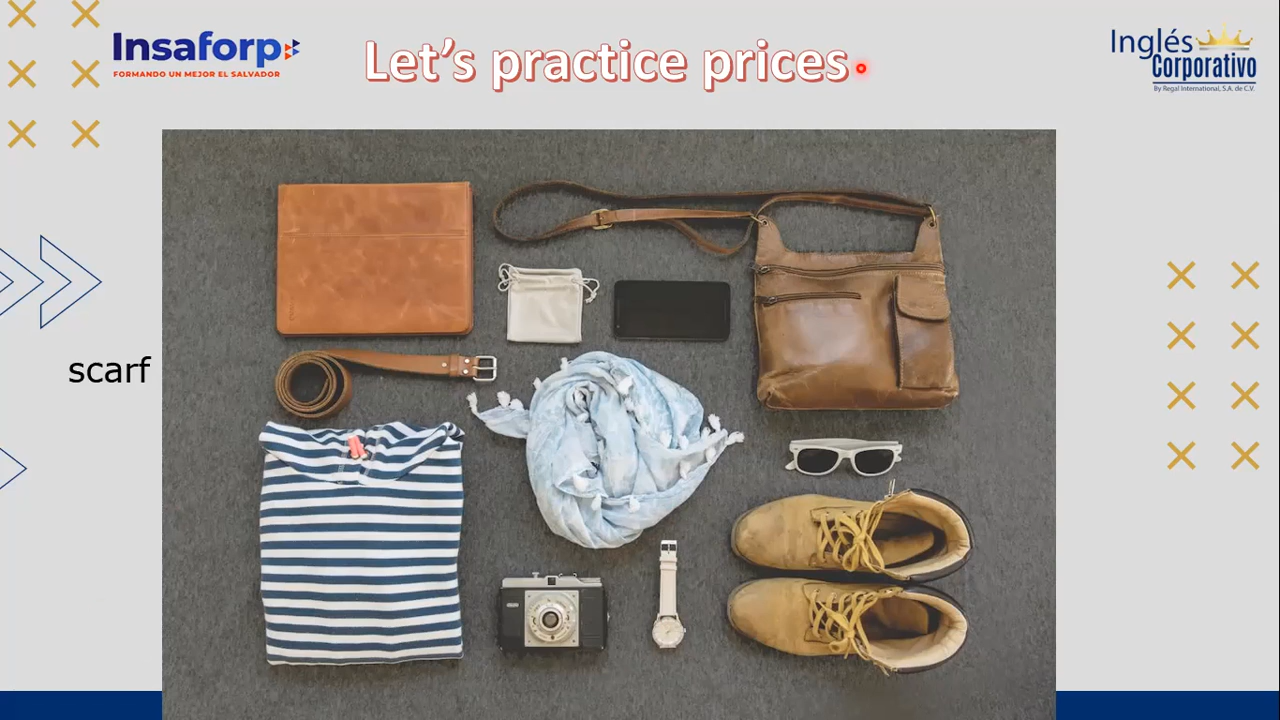 Insaforp
FORMANDO UN MEJOR EL SALVADOR
Let's practice prices
Inglés
Corporativo
By Regal International, S.A. de C.V.
scarf